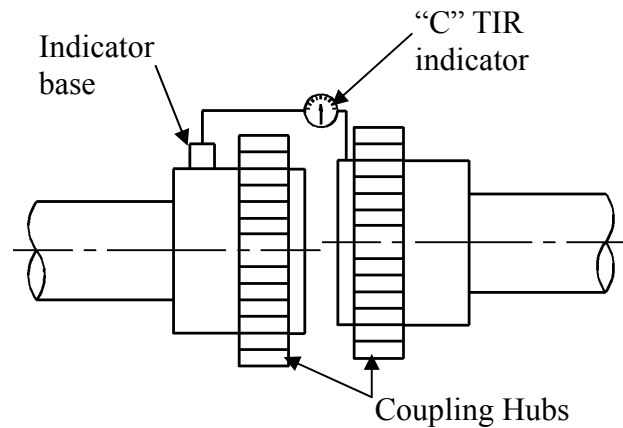 Indicator
base
“C” TIR
indicator
Coupling Hubs